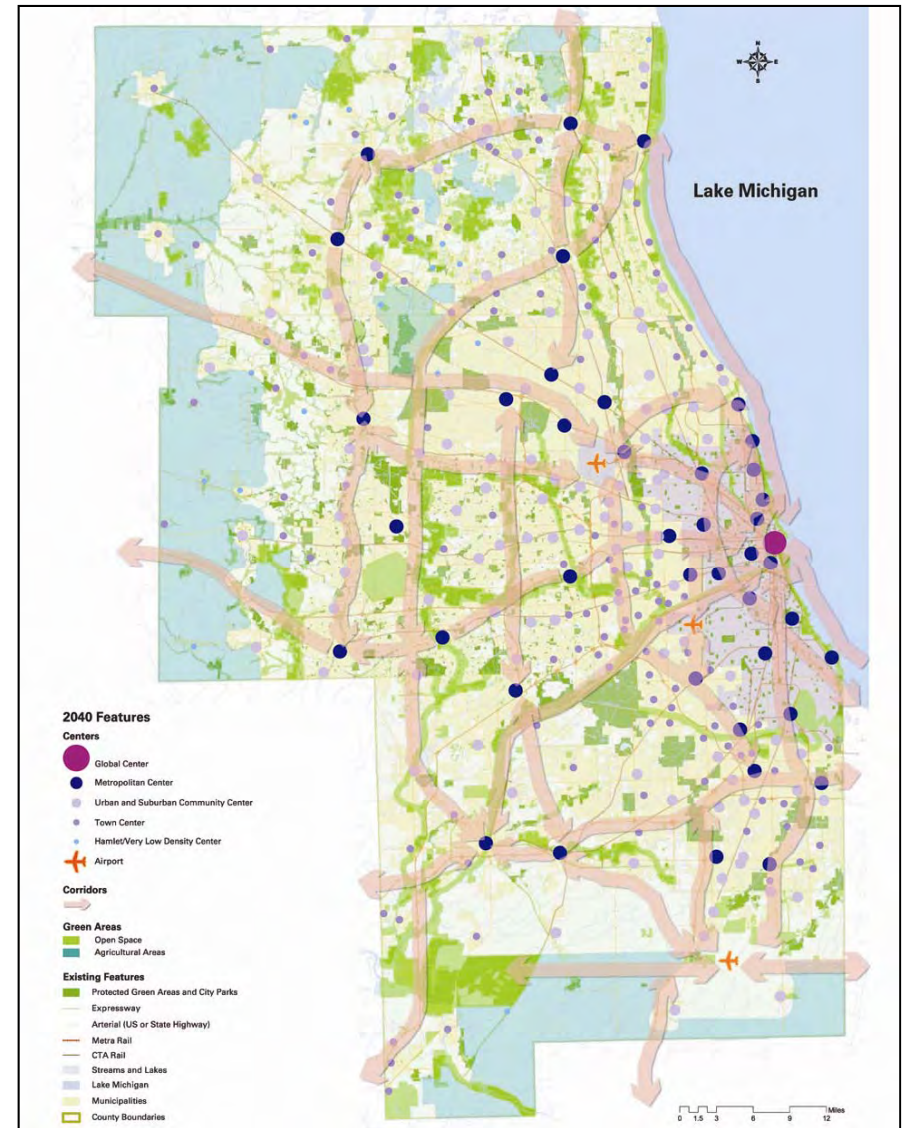 N
W E
S
Lake Michigan
2040 Features
Centers
Global Center
Metropolitan Center
Urban and Suburban Community Center
Town Center
Hamlet/Very Low Density Center
Airport
Corridors
Green Areas
Open Space
Agricultural Areas
Existing Features
Protected Green Areas and City Parks
Expressway
Arterial (US or State Highway)
Metra Rail
CTA Rail
Streams and Lakes
Lake Michigan
Municipalities
County Boundaries
Miles
0 1.5 3 6 9 12